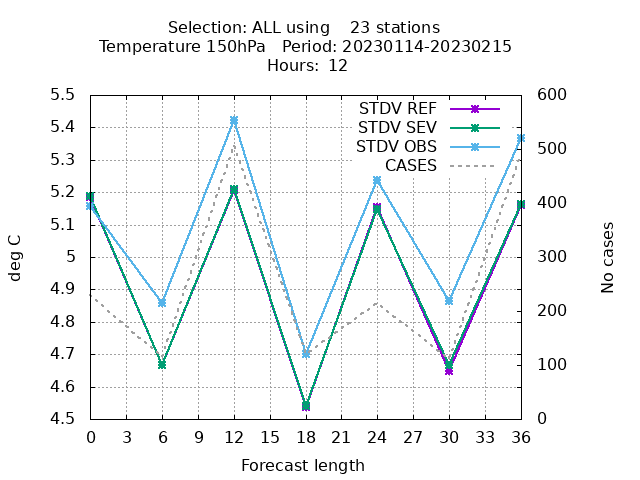 Selection: ALL using    23 stations
Temperature 150hPa   Period: 20230114-20230215
Hours: 12
STDV REF
STDV SEV
STDV OBS
CASES
5.5
5.4
5.3
5.2
5.1
5
4.9
4.8
4.7
4.6
4.5
deg C
600
500
400
300
200
100
0
No cases
0 3 6 9 12 15 18 21 24 27 30 33 36
Forecast length